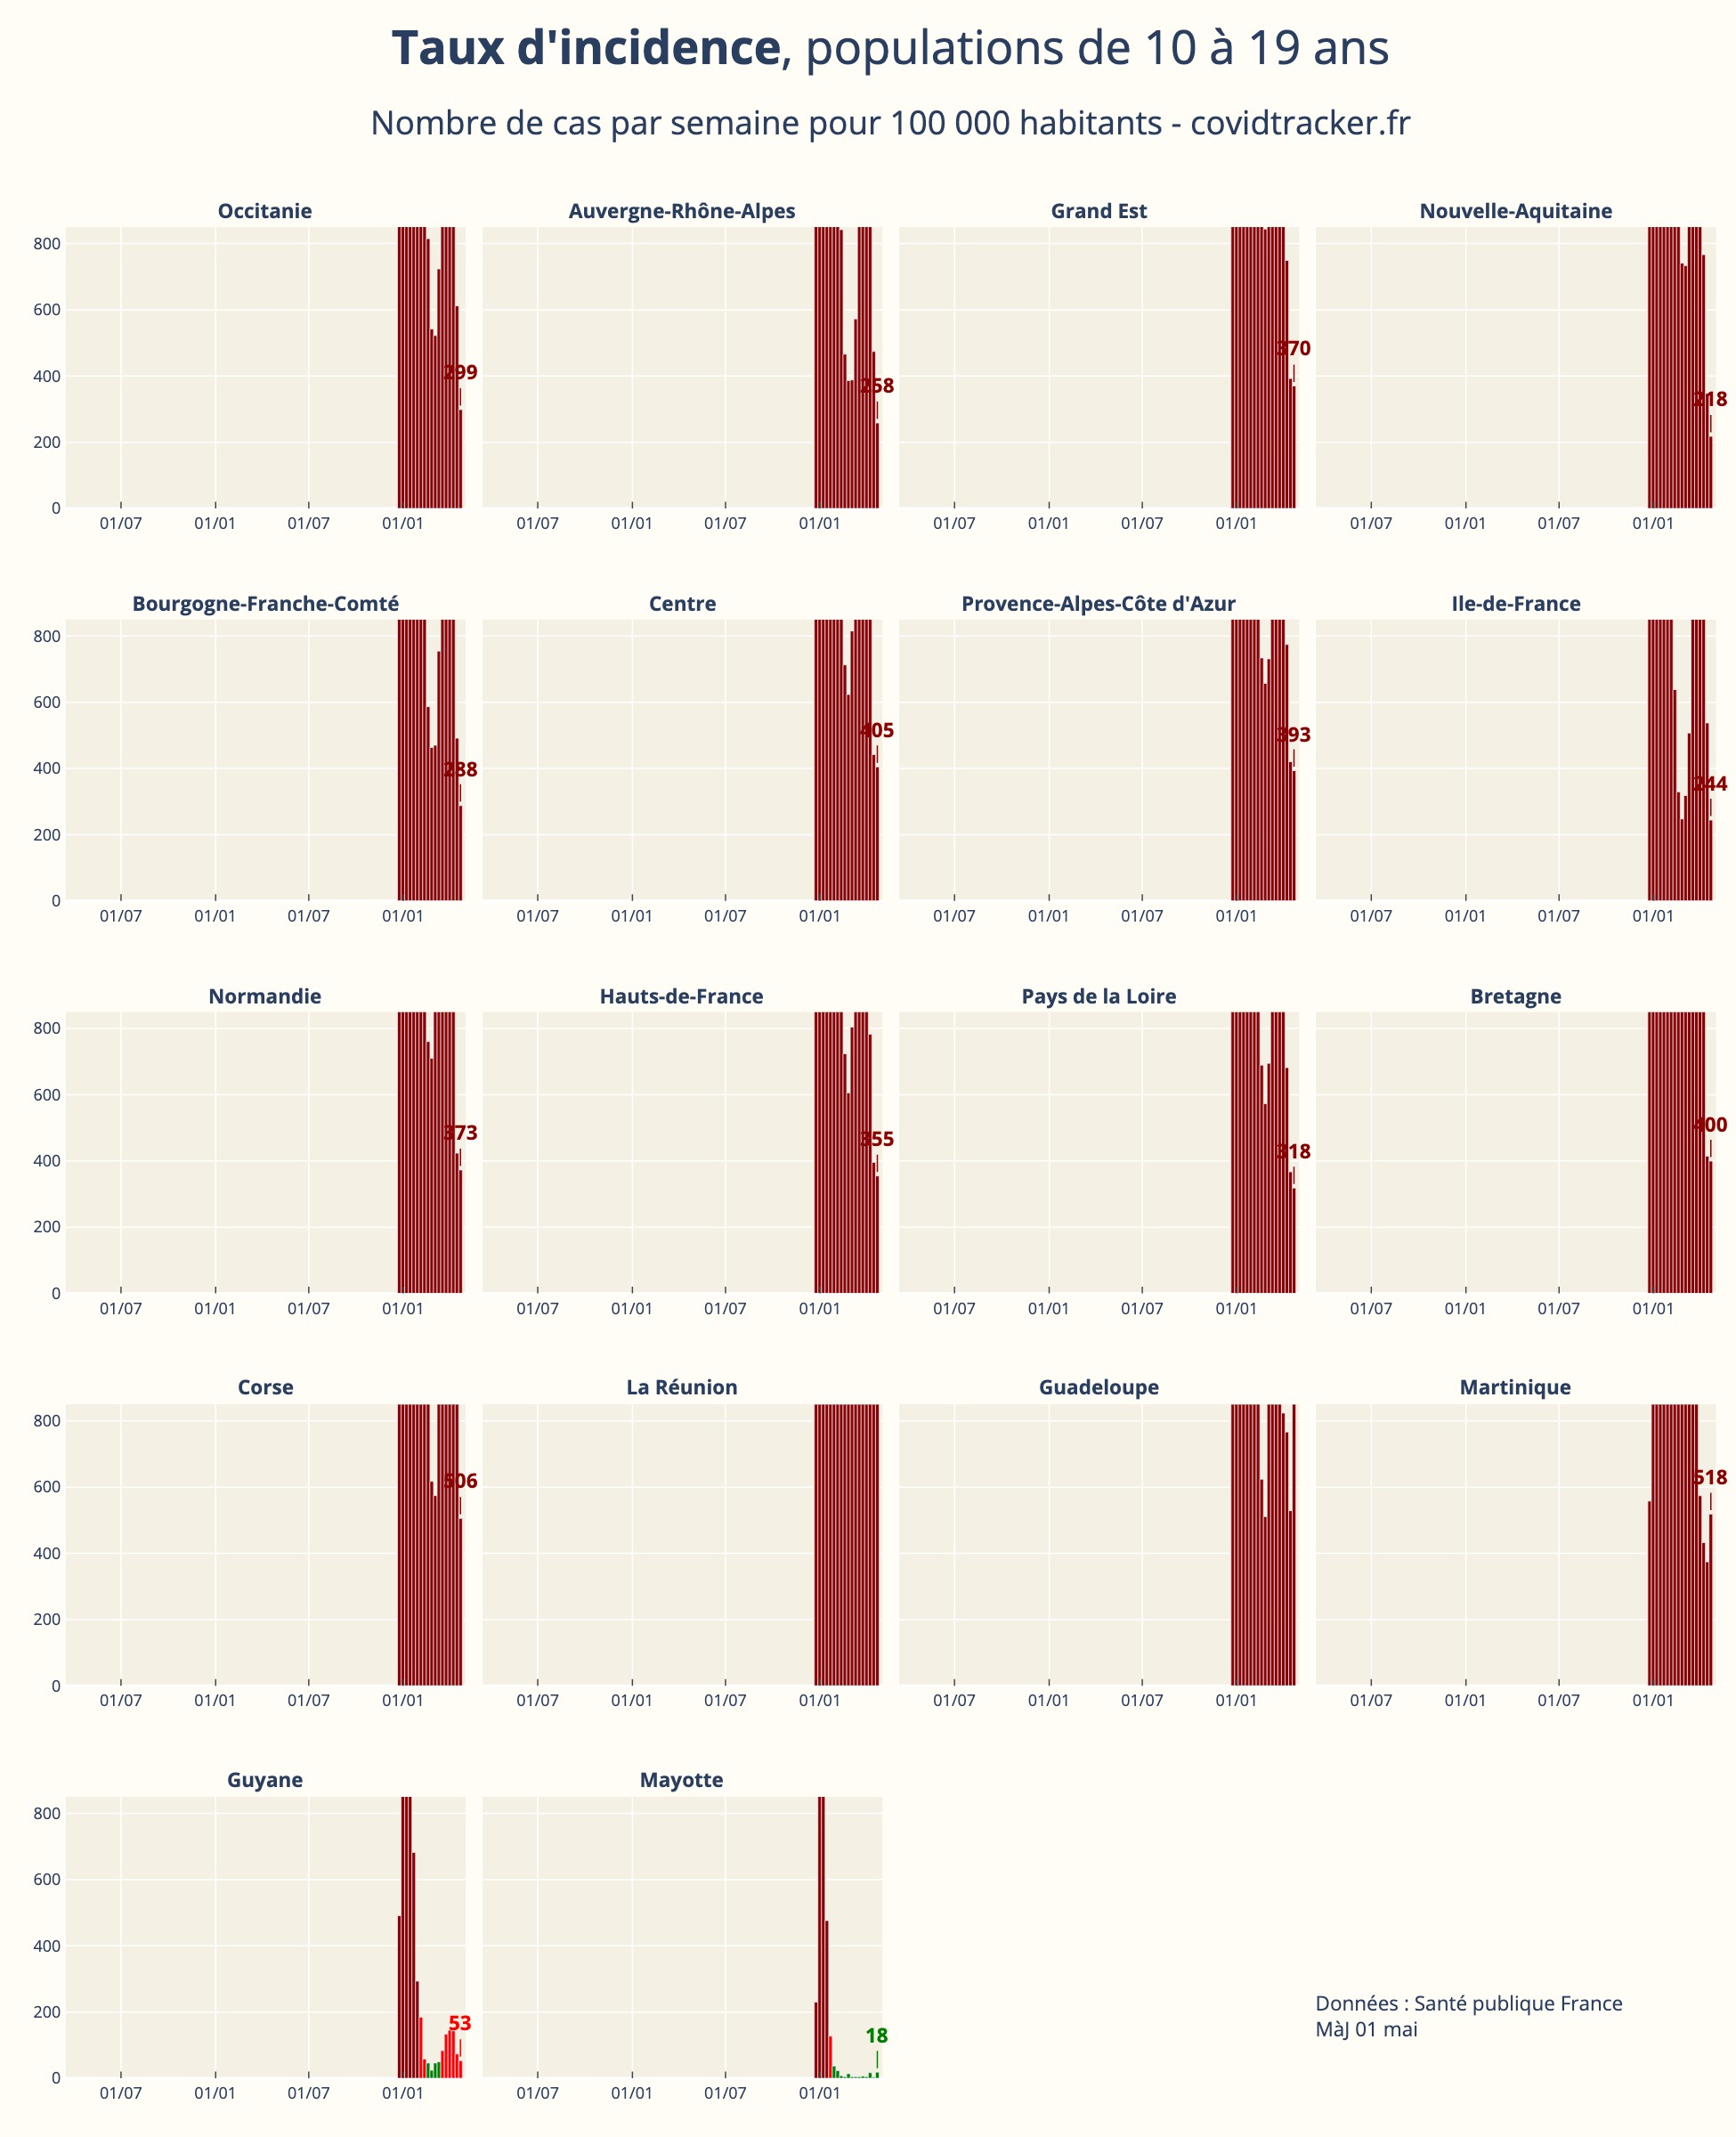 Taux d'incidence, populations de 10 à 19 ans
Nombre de cas par semaine pour 100 000 habitants - covidtracker.fr
Occitanie Auvergne-Rhône-Alpes Grand Est Nouvelle-Aquitaine
800
600
400
200
0
299 258 370 218
01/07 01/01 01/07 01/01 01/07 01/01 01/07 01/01 01/07 01/01 01/07 01/01 01/07 01/01 01/07 01/01
Bourgogne-Franche-Comté Centre Provence-Alpes-Côte d'Azur Ile-de-France
800
600
400
200
0
288 405 393 244
01/07 01/01 01/07 01/01 01/07 01/01 01/07 01/01 01/07 01/01 01/07 01/01 01/07 01/01 01/07 01/01
Normandie Hauts-de-France Pays de la Loire Bretagne
800
600
400
200
0
373 355 318 400
01/07 01/01 01/07 01/01 01/07 01/01 01/07 01/01 01/07 01/01 01/07 01/01 01/07 01/01 01/07 01/01
Corse La Réunion Guadeloupe Martinique
800
600
400
200
0
506 518
01/07 01/01 01/07 01/01 01/07 01/01 01/07 01/01 01/07 01/01 01/07 01/01 01/07 01/01 01/07 01/01
Guyane Mayotte
800
600
400
200
0
53 18
01/07 01/01 01/07 01/01 01/07 01/01 01/07 01/01
Données : Santé publique France
MàJ 01 mai